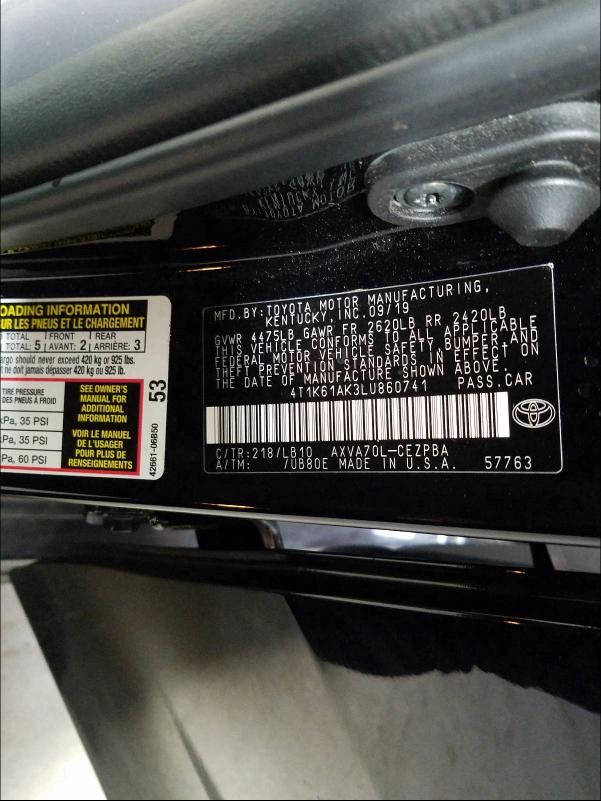 OADING INFORMATION
UR LES PNEUS ET LE CHARGEMENT
TOTAL FRONT REAR
TOTAL: 5 AVANT: 2 ARRIÈRE: 3
argo should never exceed 420 kg or 925 lbs.
nt ne doit jamais dépasser 420 kg ou 925 lb.
TIRE PRESSURE
DES PNEUS À FROID
kPa, 35 PSI
kPa, 35 PSI
kPa, 60 PSI
SEE OWNER'S
MANUAL FOR
ADDITIONAL
INFORMATION
VOIR LE MANUEL
DE L'USAGER
POUR PLUS DE
RENSEIGNEMENTS
53
42661-06B50
MFD.BY:TOYOTA MOTOR MANUFACTURING,
KENTUCKY,INC.09/19
GVWR 4475LB GAWR FR 2620LB RR 2420LB
THIS VEHICLE CONFORMS TO ALL APPLICABLE
FEDERAL MOTOR VEHICLE SAFETY,BUMPER,AND
THEFT PREVENTION STANDARDS IN EFFECT ON
THE DATE OF MANUFACTURE SHOWN ABOVE.
4T1K61AK3LU860741 PASS.CAR
C/TR:218/LB10 AXVA70L-CEZPBA
A/TM: /UB80E MADE IN U.S.A. 57763